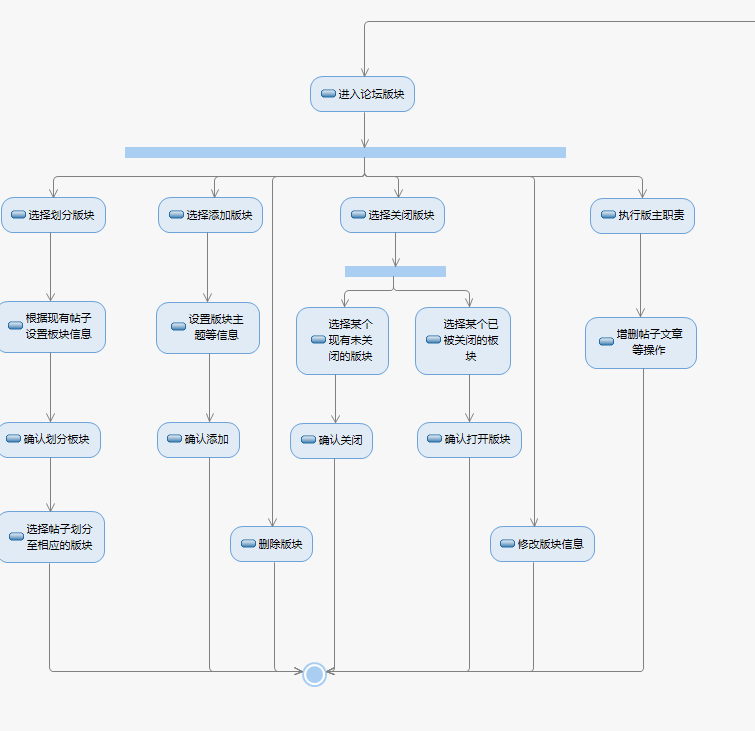 进入论坛版块
选择划分版块
选择添加版块
选择关闭版块
执行版主职责
根据现有帖子
设置板块信息
设置版块主
题等信息
选择某个
现有未关
闭的版块
选择某个已
被关闭的板
块
增删帖子文章
等操作
确认划分板块
确认添加
确认关闭
确认打开版块
选择帖子划分
至相应的版块
删除版块
修改版块信息